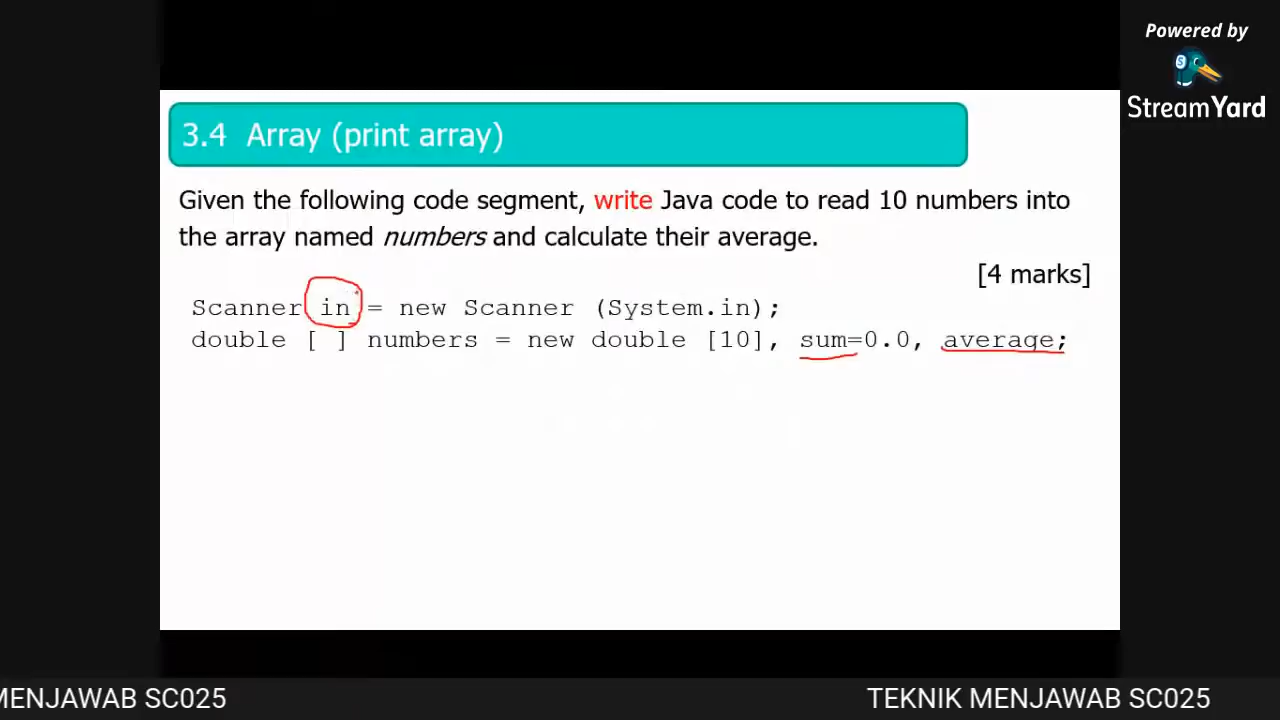 Powered by
StreamYard
3.4 Array (print array)
Given the following code segment, write Java code to read 10 numbers into
the array named numbers and calculate their average.
[4 marks]
Scanner in = new Scanner (System.in);
double [ ] numbers = new double [10], sum=0.0, average;
MENJAWAB SC025
TEKNIK MENJAWAB SC025